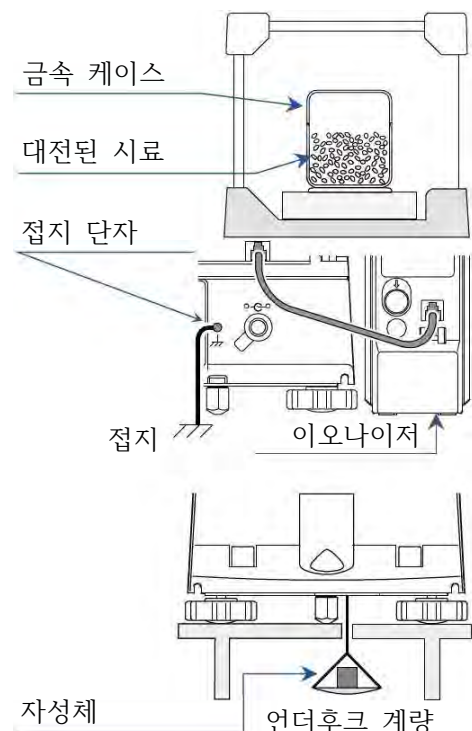 금속 케이스
대전된 시료
접지 단자
접지
이오나이저
자성체
언더후크 계량